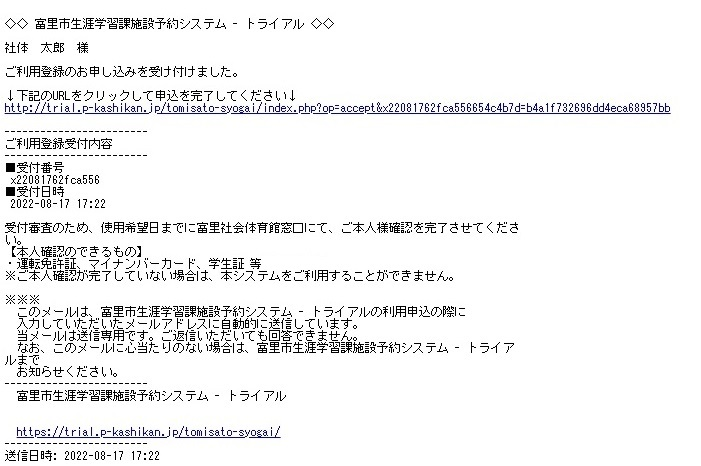 ◇◇ 富里市生涯学習課施設予約システム － トライアル ◇◇
社体　太郎　様
ご利用登録のお申し込みを受け付けました。
↓下記のURLをクリックして申込を完了してください↓
http://trial.p-kashikan.jp/tomisato-syogai/index.php?op=accept&x22081762fca556654c4b7d=b4a1f732696dd4eca68957bb
------------------------
ご利用登録受付内容
------------------------
■受付番号
x22081762fca556
■受付日時
2022-08-17 17:22
受付審査のため、使用希望日までに富里社会体育館窓口にて、ご本人様確認を完了させてくださ
い。
【本人確認のできるもの】
・運転免許証、マイナンバーカード、学生証 等
※ご本人確認が完了していない場合は、本システムをご利用することができません。
※※※
このメールは、富里市生涯学習課施設予約システム － トライアルの利用申込の際に
入力していただいたメールアドレスに自動的に送信しています。
当メールは送信専用です。ご返信いただいても回答できません。
なお、このメールに心当たりのない場合は、富里市生涯学習課施設予約システム － トライア
ルまで
お知らせください。
------------------------
富里市生涯学習課施設予約システム － トライアル
https://trial.p-kashikan.jp/tomisato-syogai/
------------------------
送信日時: 2022-08-17 17:22